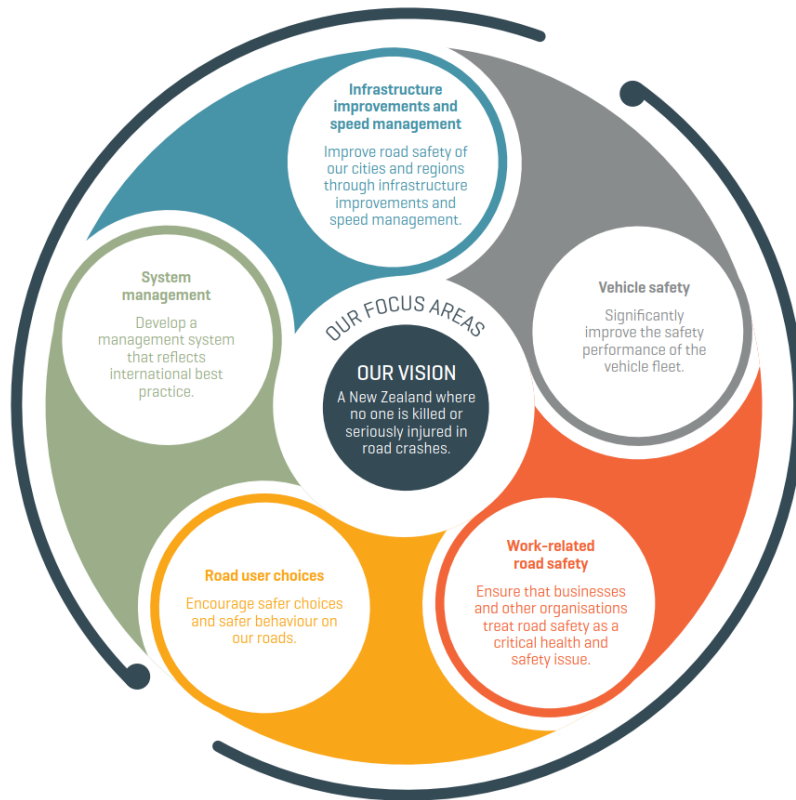 Infrastructure
improvements and
speed management
Improve road safety of
our cities and regions
through infrastructure
improvements and
speed management.
Vehicle safety
Significantly
improve the safety
performance of the
vehicle fleet.
Work-related
road safety
Ensure that businesses
and other organisations
treat road safety as a
critical health and
safety issue.
Road user choices
Encourage safer choices
and safer behaviour on
our roads.
System
management
Develop a
management system
that reflects
international best
practice.
OUR FOCUS AREAS
OUR VISION
A New Zealand where
no one is killed or
seriously injured in
road crashes.